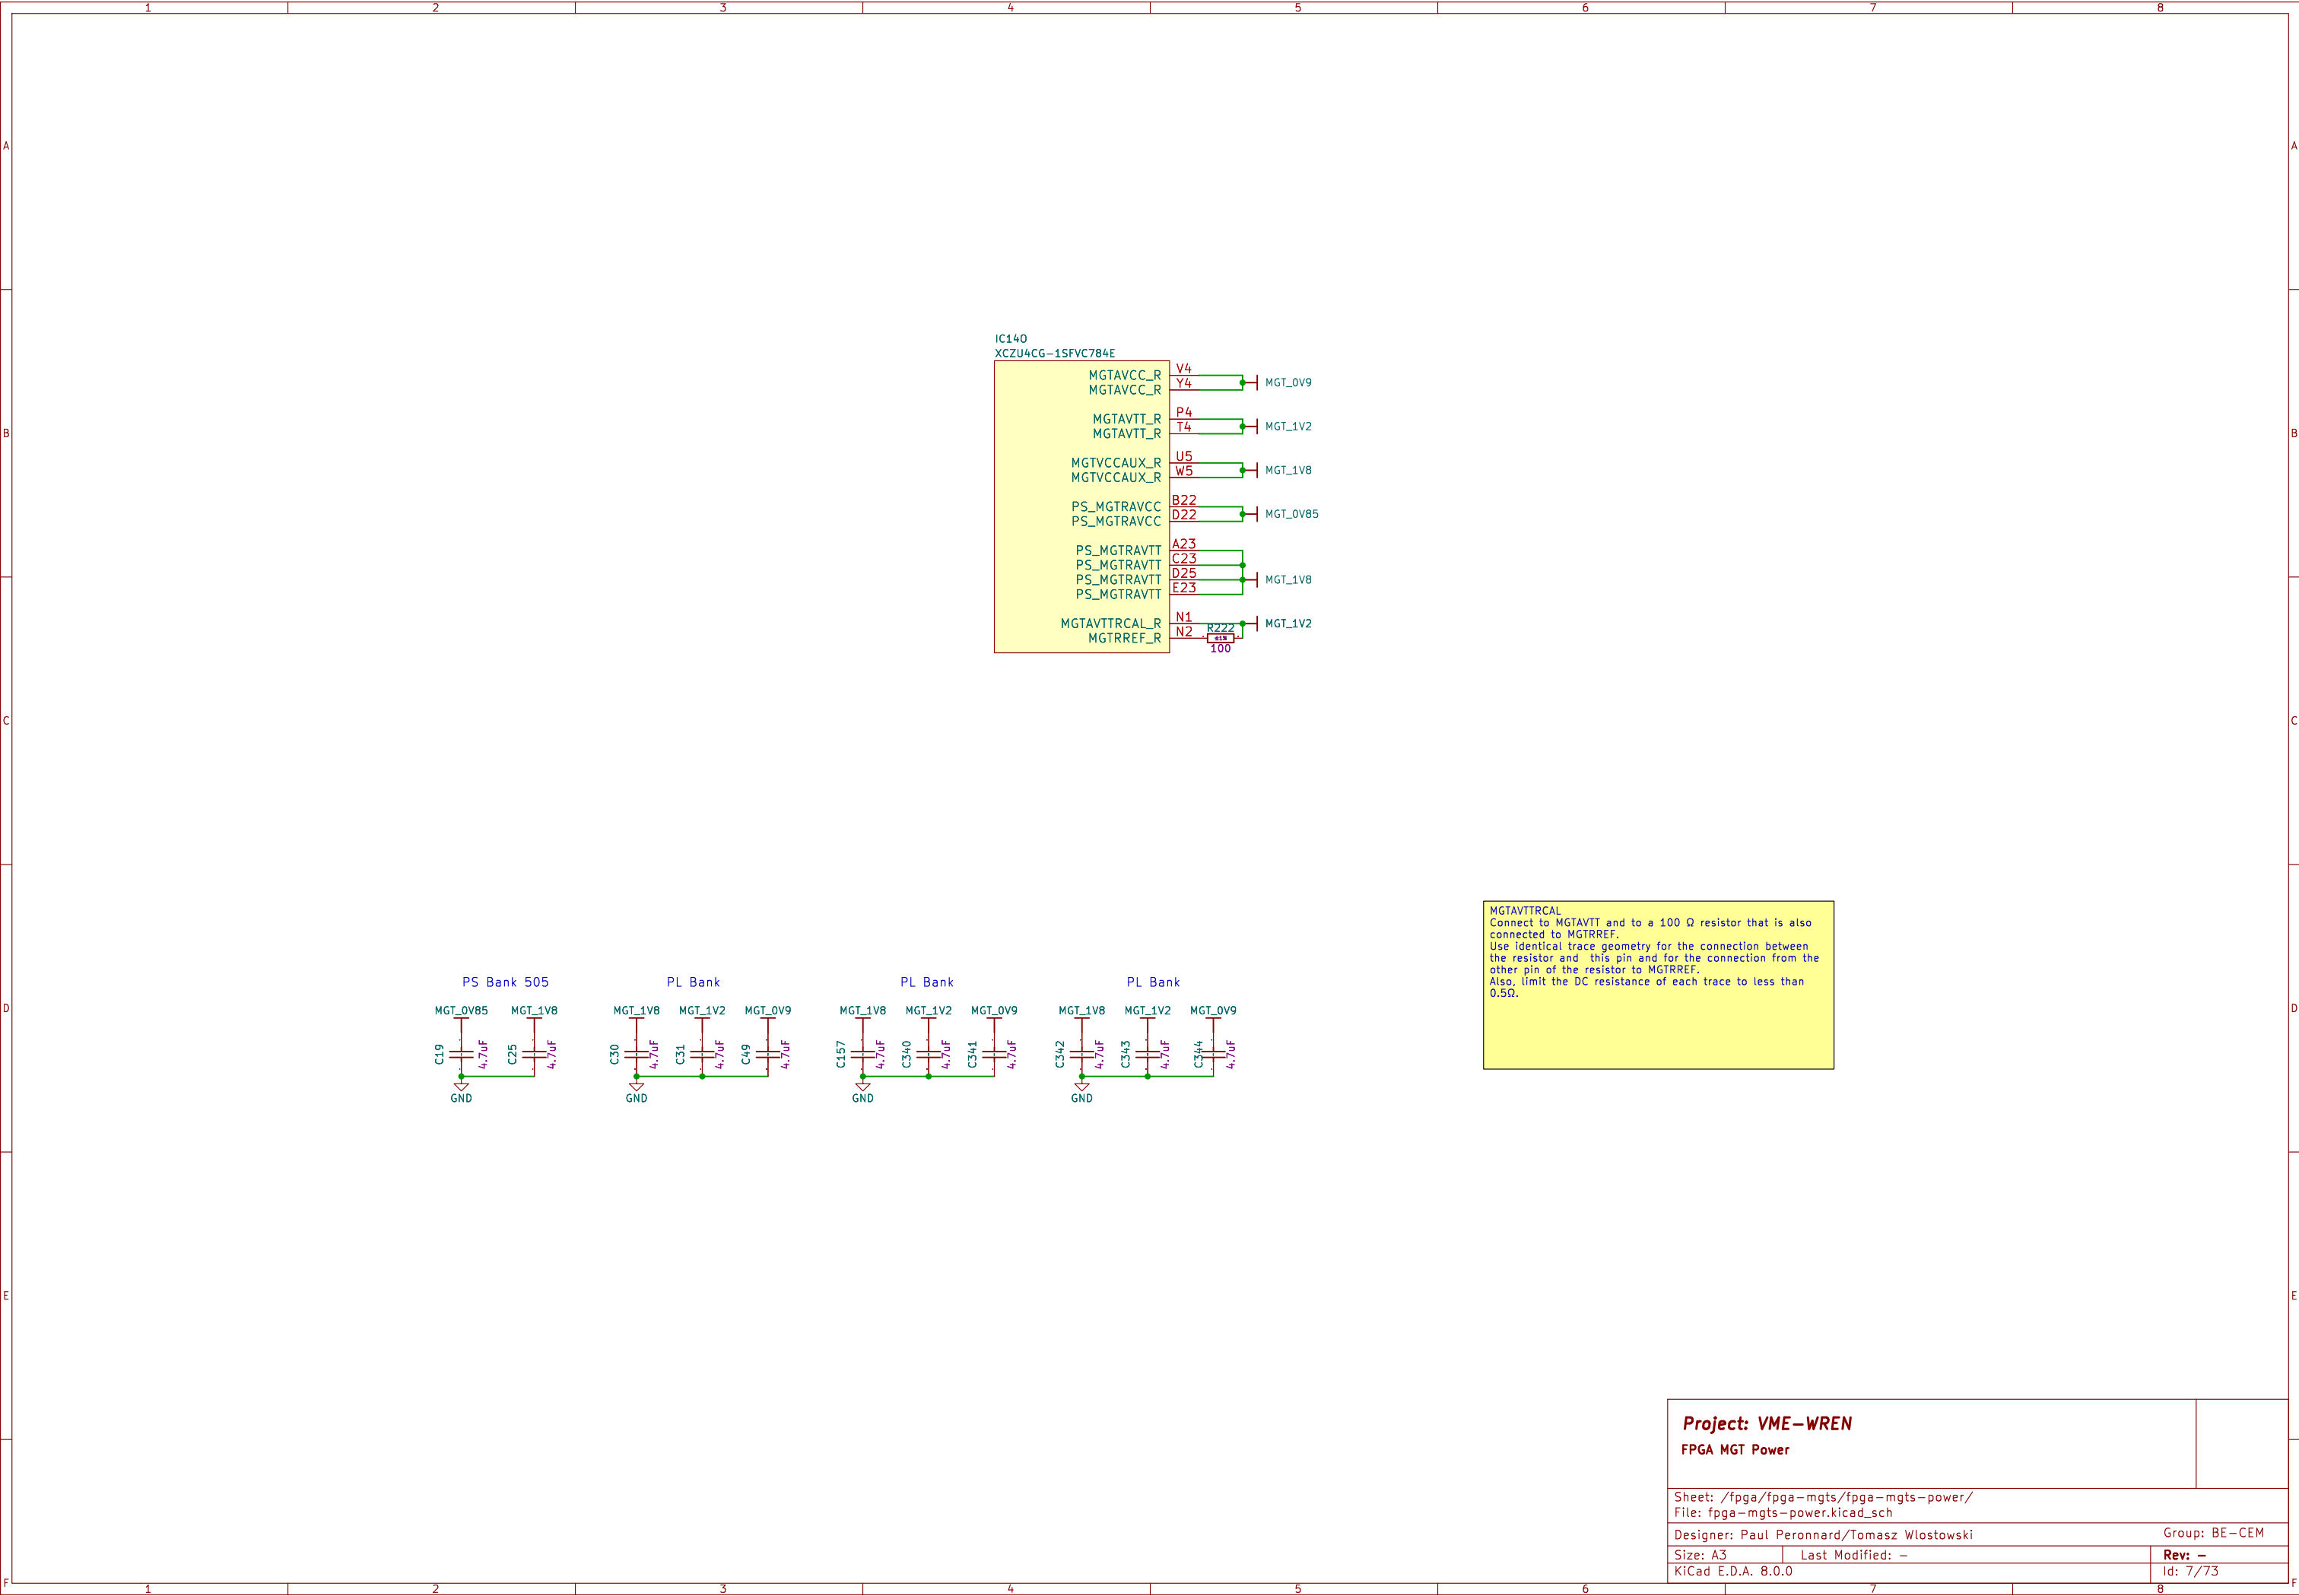 1 2 3 4 5 6 7 8
A A
IC14O
XCZU4CG-1SFVC784E
MGTAVCC_R V4
MGTAVCC_R Y4
MGT_0V9
MGTAVTT_R P4
MGTAVTT_R T4
MGT_1V2
B B
MGTVCCAUX_R U5
MGTVCCAUX_R W5
MGT_1V8
PS_MGTRAVCC B22
PS_MGTRAVCC D22
MGT_0V85
PS_MGTRAVTT A23
PS_MGTRAVTT C23
PS_MGTRAVTT D25
PS_MGTRAVTT E23
MGT_1V8
MGTAVTTRCAL_R N1
MGT_1V2
MGTRREF_R N2
R222
±1%
100
C C
MGTAVTTRCAL
Connect to MGTAVTT and to a 100 Ω resistor that is also
connected to MGTRREF.
Use identical trace geometry for the connection between
the resistor and  this pin and for the connection from the
other pin of the resistor to MGTRREF.
Also, limit the DC resistance of each trace to less than
0.5Ω.
PS Bank 505 PL Bank PL Bank PL Bank
D D
MGT_0V85 MGT_1V8 MGT_1V8 MGT_1V2 MGT_0V9 MGT_1V8 MGT_1V2 MGT_0V9 MGT_1V8 MGT_1V2 MGT_0V9
C19 4.7uF C25 4.7uF C30 4.7uF C31 4.7uF C49 4.7uF C157 4.7uF C340 4.7uF C341 4.7uF C342 4.7uF C343 4.7uF C344 4.7uF
GND GND GND GND
E E
Project: VME-WREN
FPGA MGT Power
Sheet: /fpga/fpga-mgts/fpga-mgts-power/
File: fpga-mgts-power.kicad_sch
Designer: Paul Peronnard/Tomasz Wlostowski Group: BE-CEM
Size: A3 Last Modified: - Rev: -
KiCad E.D.A. 8.0.0 Id: 7/73
F F
1 2 3 4 5 6 7 8